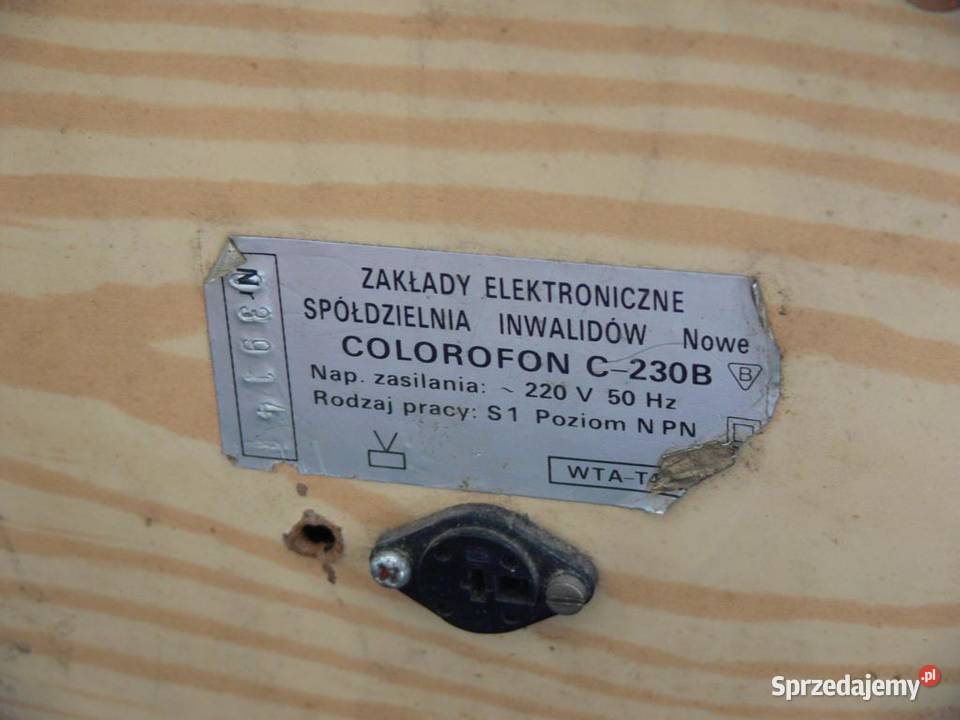 ZAKŁADY ELEKTRONICZNE
SPÓŁDZIELNIA INWALIDÓW Nowe
COLOROFON C-230B
B
Nap. zasilania: ~ 220 V 50 Hz
Rodzaj pracy: S1 Poziom N PN
Nr
Sprzedajemy.pl